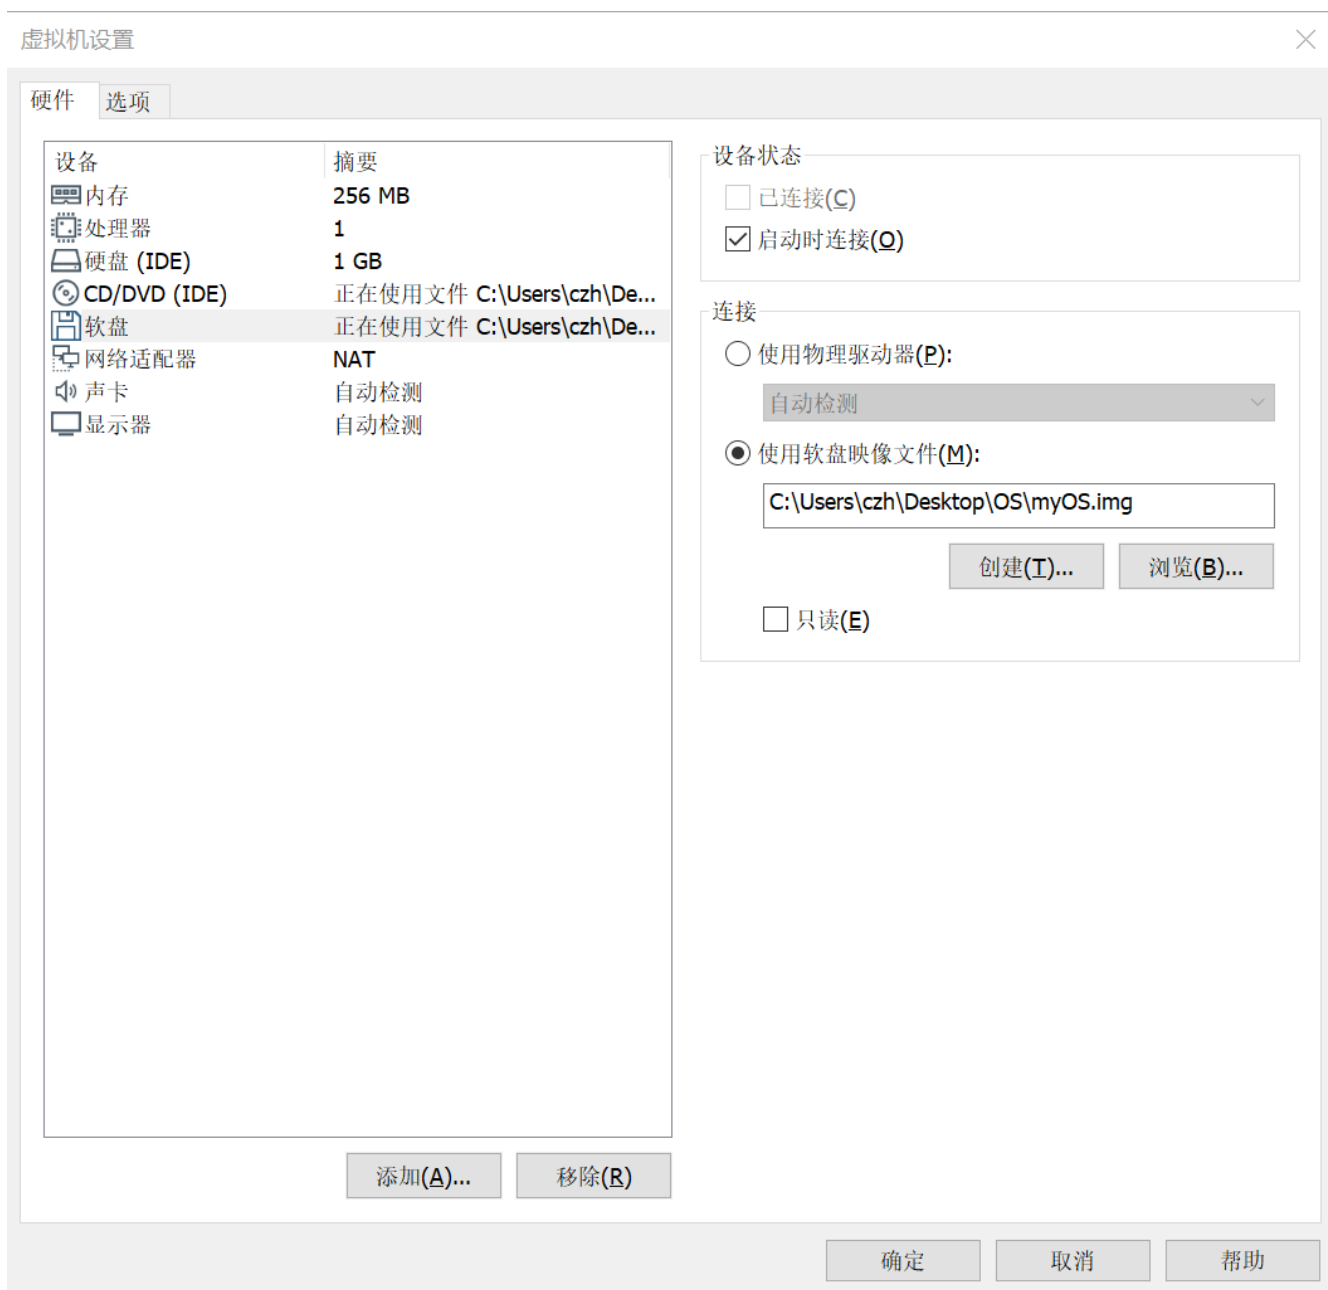 虚拟机设置
硬件 选项
设备 摘要
内存 256 MB
处理器 1
硬盘 (IDE) 1 GB
CD/DVD (IDE) 正在使用文件 C:\Users\czh\De...
软盘 正在使用文件 C:\Users\czh\De...
网络适配器 NAT
声卡 自动检测
显示器 自动检测
添加(A)... 移除(R)
设备状态
已连接(C)
启动时连接(O)
连接
使用物理驱动器(P):
自动检测
使用软盘映像文件(M):
C:\Users\czh\Desktop\OS\myOS.img
创建(T)... 浏览(B)...
只读(E)
确定 取消 帮助